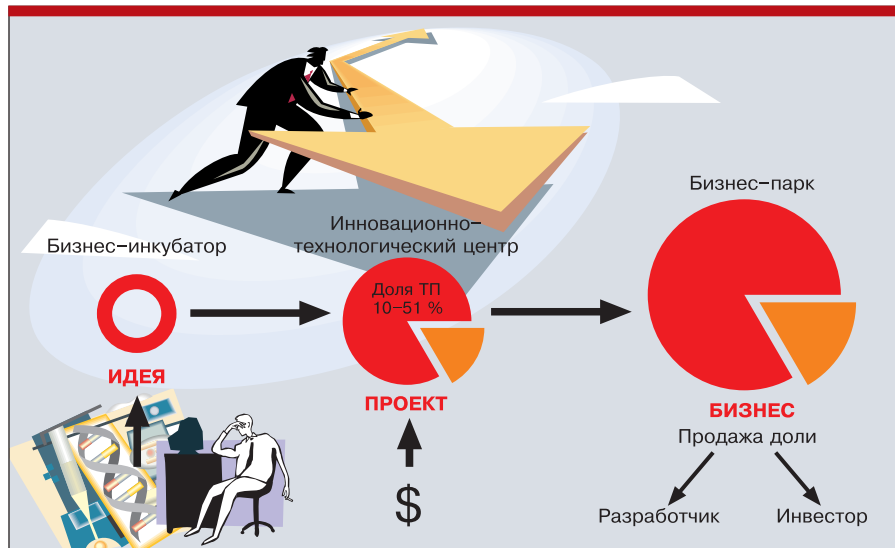 Бизнес–инкубатор
Инновационно–
технологический центр
Бизнес–парк
Доля ТП
10–51 %
ИДЕЯ
ПРОЕКТ
БИЗНЕС
Продажа доли
$
Разработчик
Инвестор